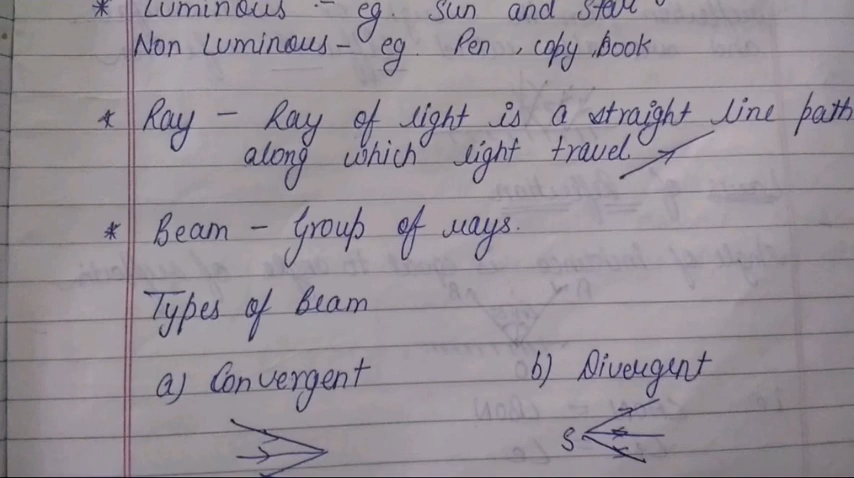 * Luminous - eg. Sun and Star
Non Luminous - eg. Pen, copy, Book
* Ray - Ray of light is a straight line path
along which light travel.
* Beam - Group of rays.
Types of Beam
a) Convergent b) Divergent
S